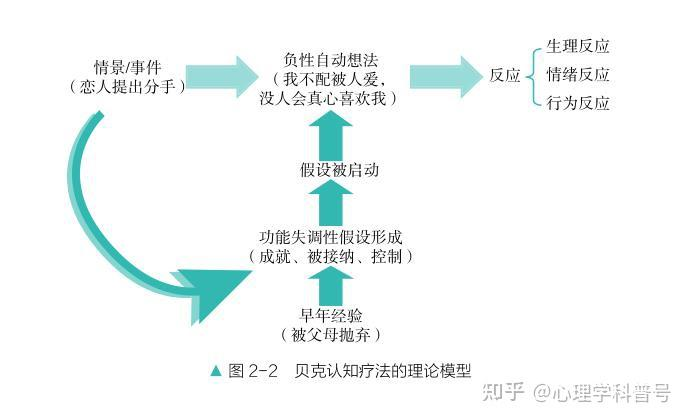 情景/事件
（恋人提出分手）
负性自动想法
（我不配被人爱，
没人会真心喜欢我）
反应
生理反应
情绪反应
行为反应
假设被启动
功能失调性假设形成
（成就、被接纳、控制）
早年经验
（被父母抛弃）
▲ 图 2-2 贝克认知疗法的理论模型
知乎 @心理学科普号